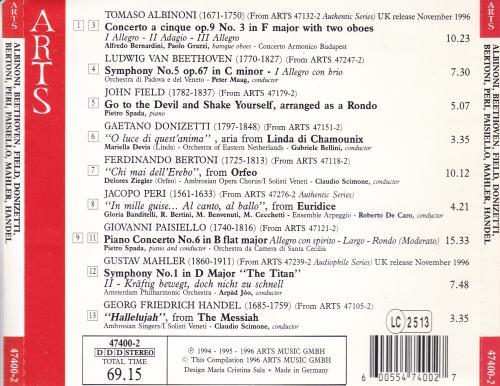 ARTS
ALBINONI, BEETHOVEN, FIELD, DONIZETTI,
BERTONI, PERI, PAISIELLO, MAHLER, HANDEL
47400-2
TOMASO ALBINONI (1671-1750) (From ARTS 47132-2 Authentic Series) UK release November 1996
1 3 Concerto a cinque op.9 No. 3 in F major with two oboes
I Allegro - II Adagio - III Allegro 10.23
Alfredo Bernardini, Paolo Grazzi, baroque oboes - Concerto Armonico Budapest
LUDWIG VAN BEETHOVEN (1770-1827) (From ARTS 47247-2)
4 Symphony No.5 op.67 in C minor - I Allegro con brio 7.30
Orchestra di Padova e del Veneto - Peter Maag, conductor
JOHN FIELD (1782-1837) (From ARTS 47179-2)
5 Go to the Devil and Shake Yourself, arranged as a Rondo 5.07
Pietro Spada, piano
GAETANO DONIZETTI (1797-1848) (From ARTS 47151-2)
6 "O luce di quest'anima" , aria from Linda di Chamounix 3.35
Mariella Devia (Linda) - Orchestra of Eastern Netherlands - Gabriele Bellini, conductor
FERDINANDO BERTONI (1725-1813) (From ARTS 47118-2)
7 "Chi mai dell'Erebo", from Orfeo 10.12
Delores Ziegler (Orfeo) - Ambrosian Opera Chorus/I Solisti Veneti - Claudio Scimone, conductor
JACOPO PERI (1561-1633) (From ARTS 47276-2 Authentic Series)
8 "In mille guise... Al canto, al ballo", from Euridice 4.21
Gloria Banditelli, R. Bertini, M. Benvenuti, M. Cecchetti - Ensemble Arpeggio - Roberto De Caro, conductor
GIOVANNI PAISIELLO (1740-1816) (From ARTS 47121-2)
9 11 Piano Concerto No.6 in B flat major Allegro con spirito - Largo - Rondo (Moderato) 15.33
Pietro Spada, piano and conductor - Orchestra da Camera di Santa Cecilia
GUSTAV MAHLER (1860-1911) (From ARTS 47239-2 Audiophile Series) UK release November 1996
12 Symphony No.1 in D Major "The Titan"
II - Kräftig bewegt, doch nicht zu schnell 7.48
Amsterdam Philharmonic Orchestra - Arpád Jóo, conductor
GEORG FRIEDRICH HANDEL (1685-1759) (From ARTS 47105-2)
13 "Hallelujah", from The Messiah 3.35
Ambrosian Singers/I Solisti Veneti - Claudio Scimone, conductor
47400-2
D D D STEREO
TOTAL TIME
69.15
℗ 1994 - 1995 - 1996 ARTS MUSIC GMBH
© This Compilation 1996 ARTS MUSIC GMBH
Design Maria Cristina Sala - Made in Germany
LC 2513
6 00554 74002 7
ARTS
ALBINONI, BEETHOVEN, FIELD, DONIZETTI,
BERTONI, PERI, PAISIELLO, MAHLER, HANDEL
47400-2